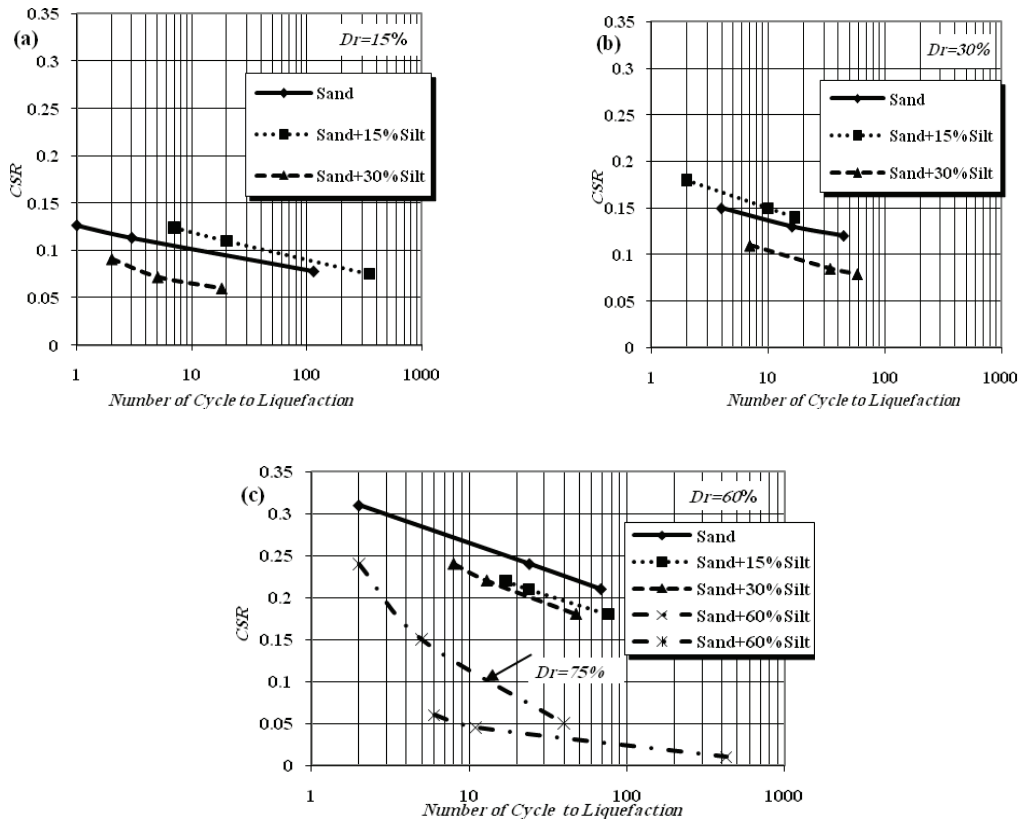 (a)
Dr=15%
0.35
0.3
0.25
0.2
0.15
0.1
0.05
0
CSR
Sand
Sand+15%Silt
Sand+30%Silt
1 10 100 1000
Number of Cycle to Liquefaction
(b)
Dr=30%
0.35
0.3
0.25
0.2
0.15
0.1
0.05
0
CSR
Sand
Sand+15%Silt
Sand+30%Silt
1 10 100 1000
Number of Cycle to Liquefaction
(c)
Dr=60%
0.35
0.3
0.25
0.2
0.15
0.1
0.05
0
CSR
Sand
Sand+15%Silt
Sand+30%Silt
Sand+60%Silt
Sand+60%Silt
Dr=75%
1 10 100 1000
Number of Cycle to Liquefaction